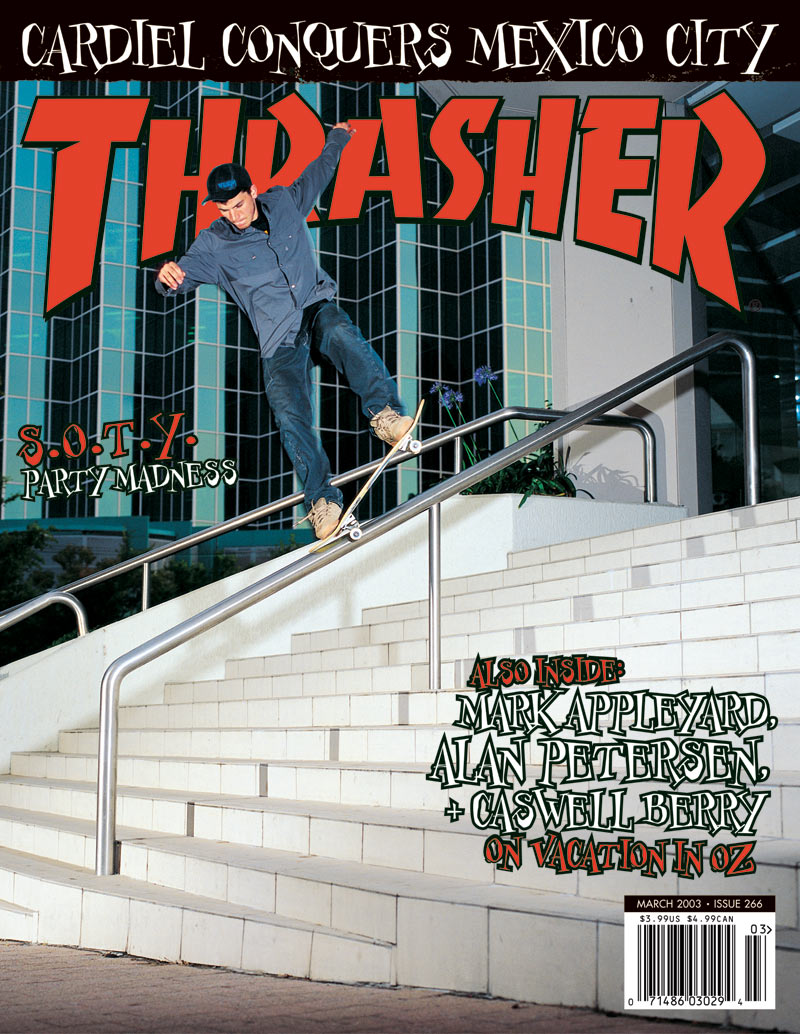 CARDIEL CONQUERS MEXICO CITY
THRASHER
®
S.O.T.Y.
PARTY MADNESS
ALSO INSIDE:
MARK APPLEYARD,
ALAN PETERSEN,
+ CASWELL BERRY
ON VACATION IN OZ
MARCH 2003 • ISSUE 266
$3.99US $4.99CAN
03>
0 71486 03029 4